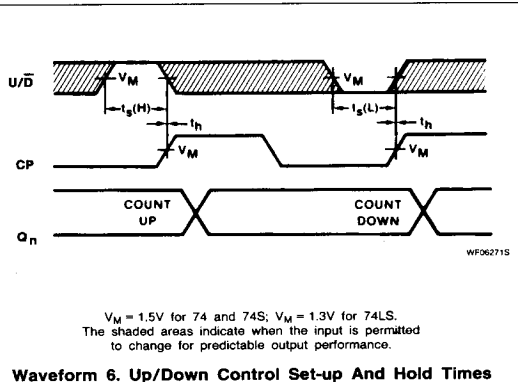 U/D̅
V_M
V_M
t_s(H)
t_s(L)
t_h
t_h
V_M
V_M
CP
COUNT UP
COUNT DOWN
Q_n
WF06271S
V_M = 1.5V for 74 and 74S; V_M = 1.3V for 74LS.
The shaded areas indicate when the input is permitted
to change for predictable output performance.
Waveform 6. Up/Down Control Set-up And Hold Times